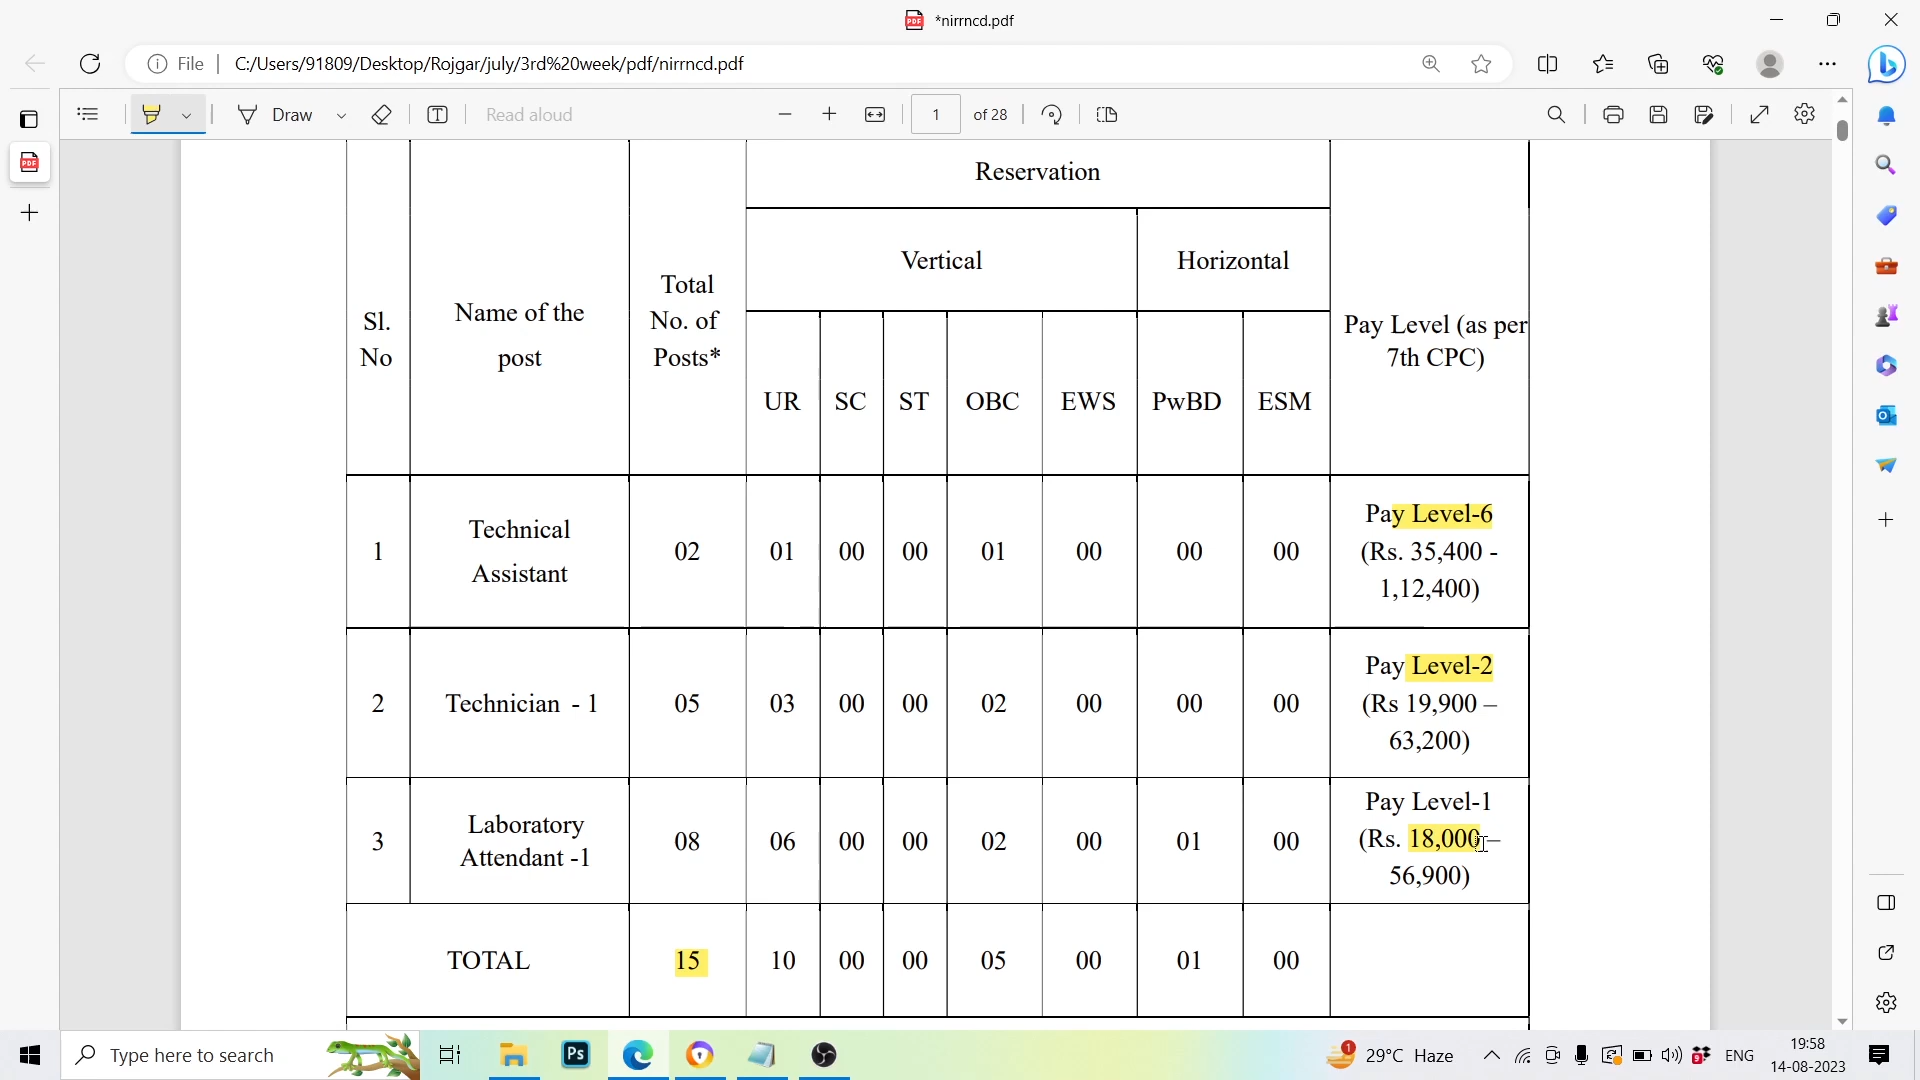 *nirrncd.pdf
File C:/Users/91809/Desktop/Rojgar/july/3rd%20week/pdf/nirrncd.pdf
Draw Read aloud 1 of 28
Reservation
Vertical Horizontal
Sl. No Name of the post Total No. of Posts* UR SC ST OBC EWS PwBD ESM Pay Level (as per 7th CPC)
1 Technical Assistant 02 01 00 00 01 00 00 00 Pay Level-6 (Rs. 35,400 - 1,12,400)
2 Technician - 1 05 03 00 00 02 00 00 00 Pay Level-2 (Rs 19,900 – 63,200)
3 Laboratory Attendant -1 08 06 00 00 02 00 01 00 Pay Level-1 (Rs. 18,000 – 56,900)
TOTAL 15 10 00 00 05 00 01 00
Type here to search Ps 1 29°C Haze 9 ENG 19:58
14-08-2023